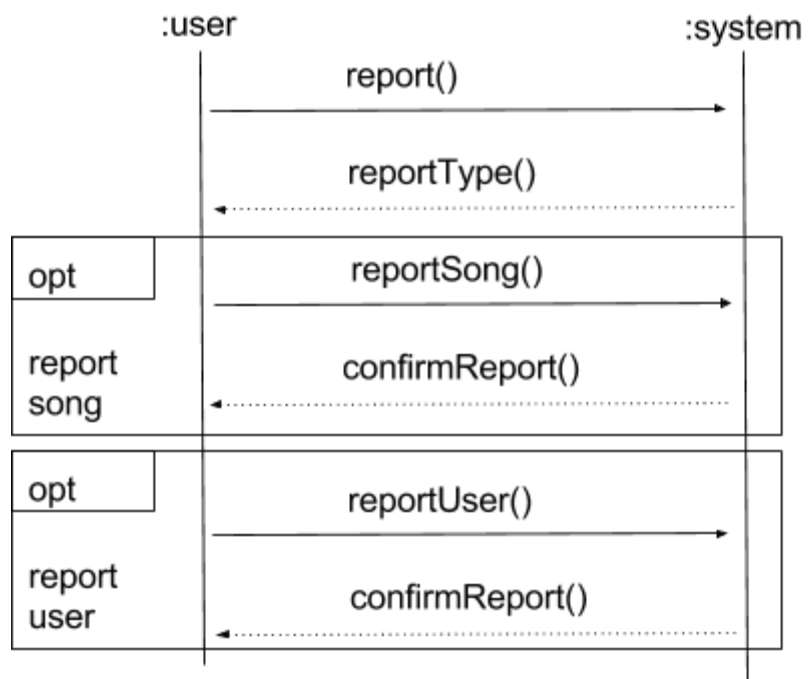 :user
:system
report()
reportType()
opt
reportSong()
report
song
confirmReport()
opt
reportUser()
report
user
confirmReport()